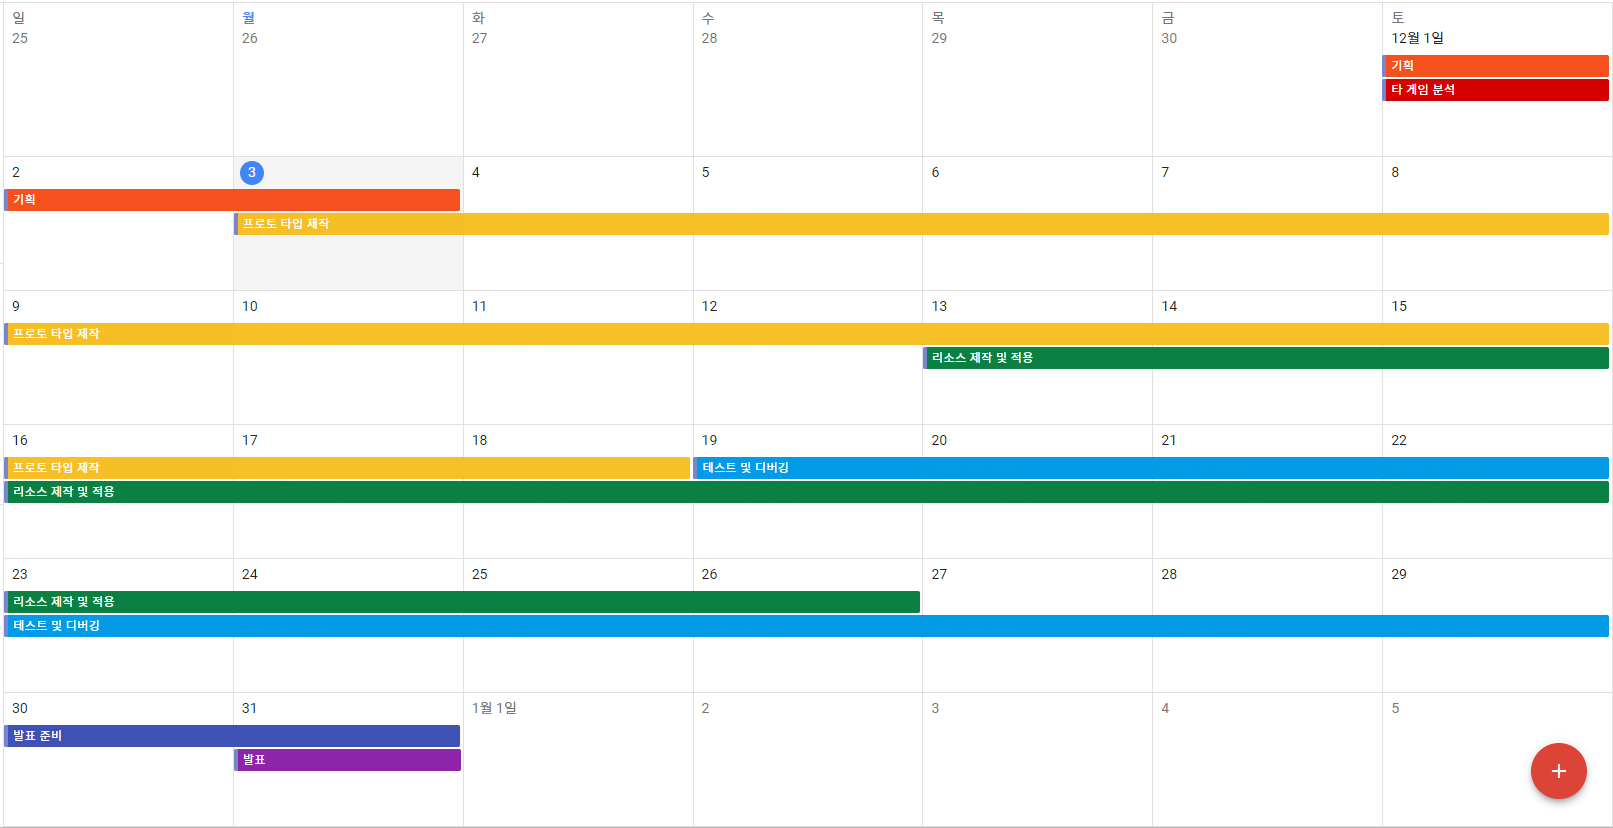 일 월 화 수 목 금 토
25 26 27 28 29 30 12월 1일
기획
타 게임 분석
2 3 4 5 6 7 8
기획
프로토 타입 제작
9 10 11 12 13 14 15
프로토 타입 제작
리소스 제작 및 적용
16 17 18 19 20 21 22
프로토 타입 제작 테스트 및 디버깅
리소스 제작 및 적용
23 24 25 26 27 28 29
리소스 제작 및 적용
테스트 및 디버깅
30 31 1월 1일 2 3 4 5
발표 준비
발표
+